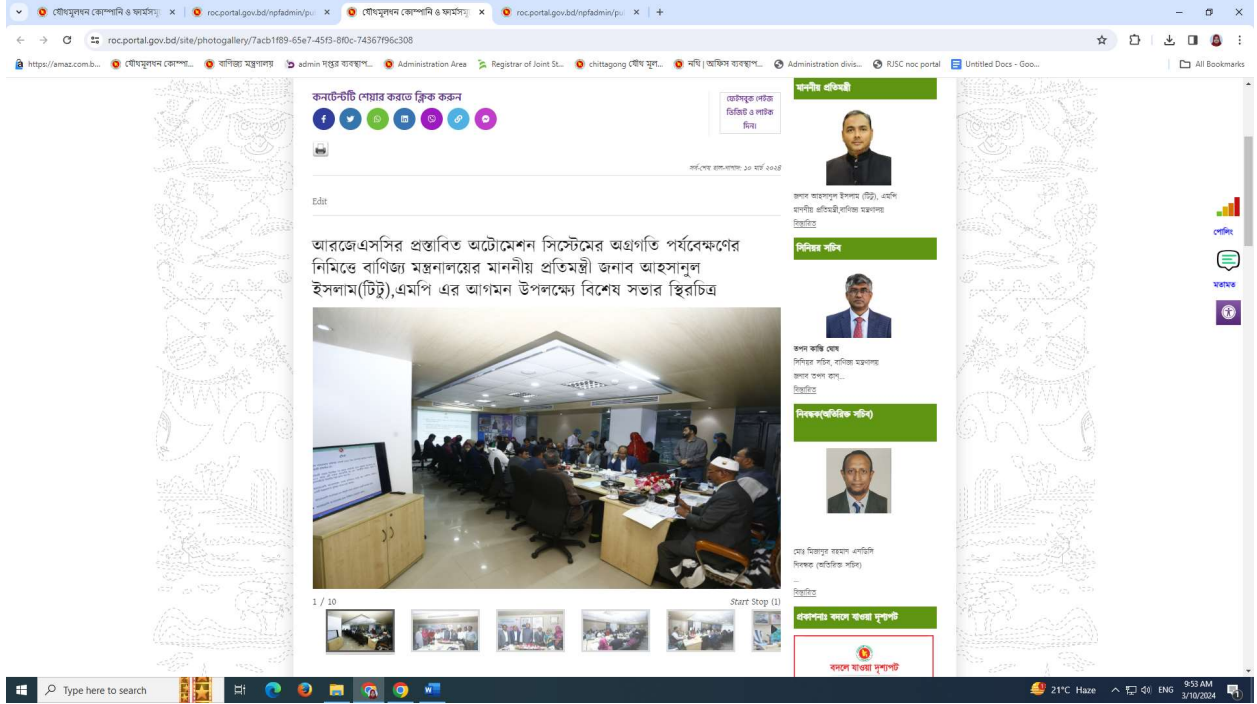 যৌথমূলধন কোম্পানি ও ফার্মসমূ
roc.portal.gov.bd/npfadmin/pu
যৌথমূলধন কোম্পানি ও ফার্মসমূ
roc.portal.gov.bd/npfadmin/pu
roc.portal.gov.bd/site/photogallery/7acb1f89-65e7-45f3-8f0c-74367f96c308
https://amaz.com.b...
যৌথমূলধন কোম্পা...
বাণিজ্য মন্ত্রণালয়
admin দপ্তর ব্যবস্থাপ...
Administration Area
Registrar of Joint St...
chittagong যৌথ মূল...
নথি | অফিস ব্যবস্থাপ...
Administration divis...
RJSC noc portal
Untitled Docs - Goo...
All Bookmarks
কনটেন্টটি শেয়ার করতে ক্লিক করুন
ফেইসবুক পেইজ
ভিজিট ও লাইক
দিন।
সর্ব-শেষ হাল-নাগাদ: ১০ মার্চ ২০২৪
Edit
আরজেএসসির প্রস্তাবিত অটোমেশন সিস্টেমের অগ্রগতি পর্যবেক্ষণের
নিমিত্তে বাণিজ্য মন্ত্রনালয়ের মাননীয় প্রতিমন্ত্রী জনাব আহসানুল
ইসলাম(টিটু),এমপি এর আগমন উপলক্ষ্যে বিশেষ সভার স্থিরচিত্র
1 / 10
Start Stop (1)
মাননীয় প্রতিমন্ত্রী
জনাব আহসানুল ইসলাম (টিটু), এমপি
মাননীয় প্রতিমন্ত্রী,বাণিজ্য মন্ত্রণালয়
বিস্তারিত
সিনিয়র সচিব
তপন কান্তি ঘোষ
সিনিয়র সচিব, বাণিজ্য মন্ত্রণালয়
জনাব তপন কান্...
বিস্তারিত
নিবন্ধক(অতিরিক্ত সচিব)
মোঃ মিজানুর রহমান এনডিসি
নিবন্ধক (অতিরিক্ত সচিব)
...
বিস্তারিত
প্রকাশনাঃ বদলে যাওয়া দৃশ্যপট
বদলে যাওয়া দৃশ্যপট
পোলিং
মতামত
Type here to search
21°C Haze
ENG
9:53 AM
3/10/2024